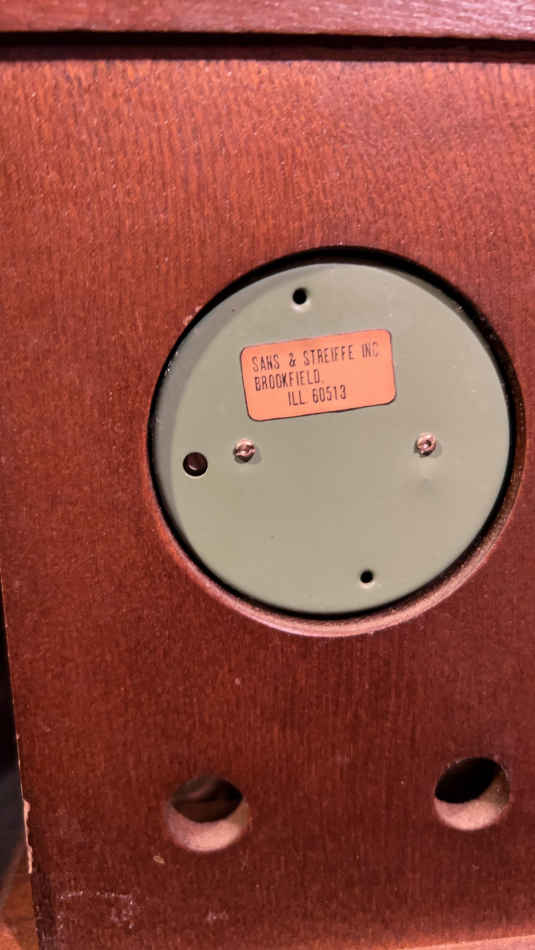 SANS & STREIFFE INC
BROOKFIELD,
ILL. 60513